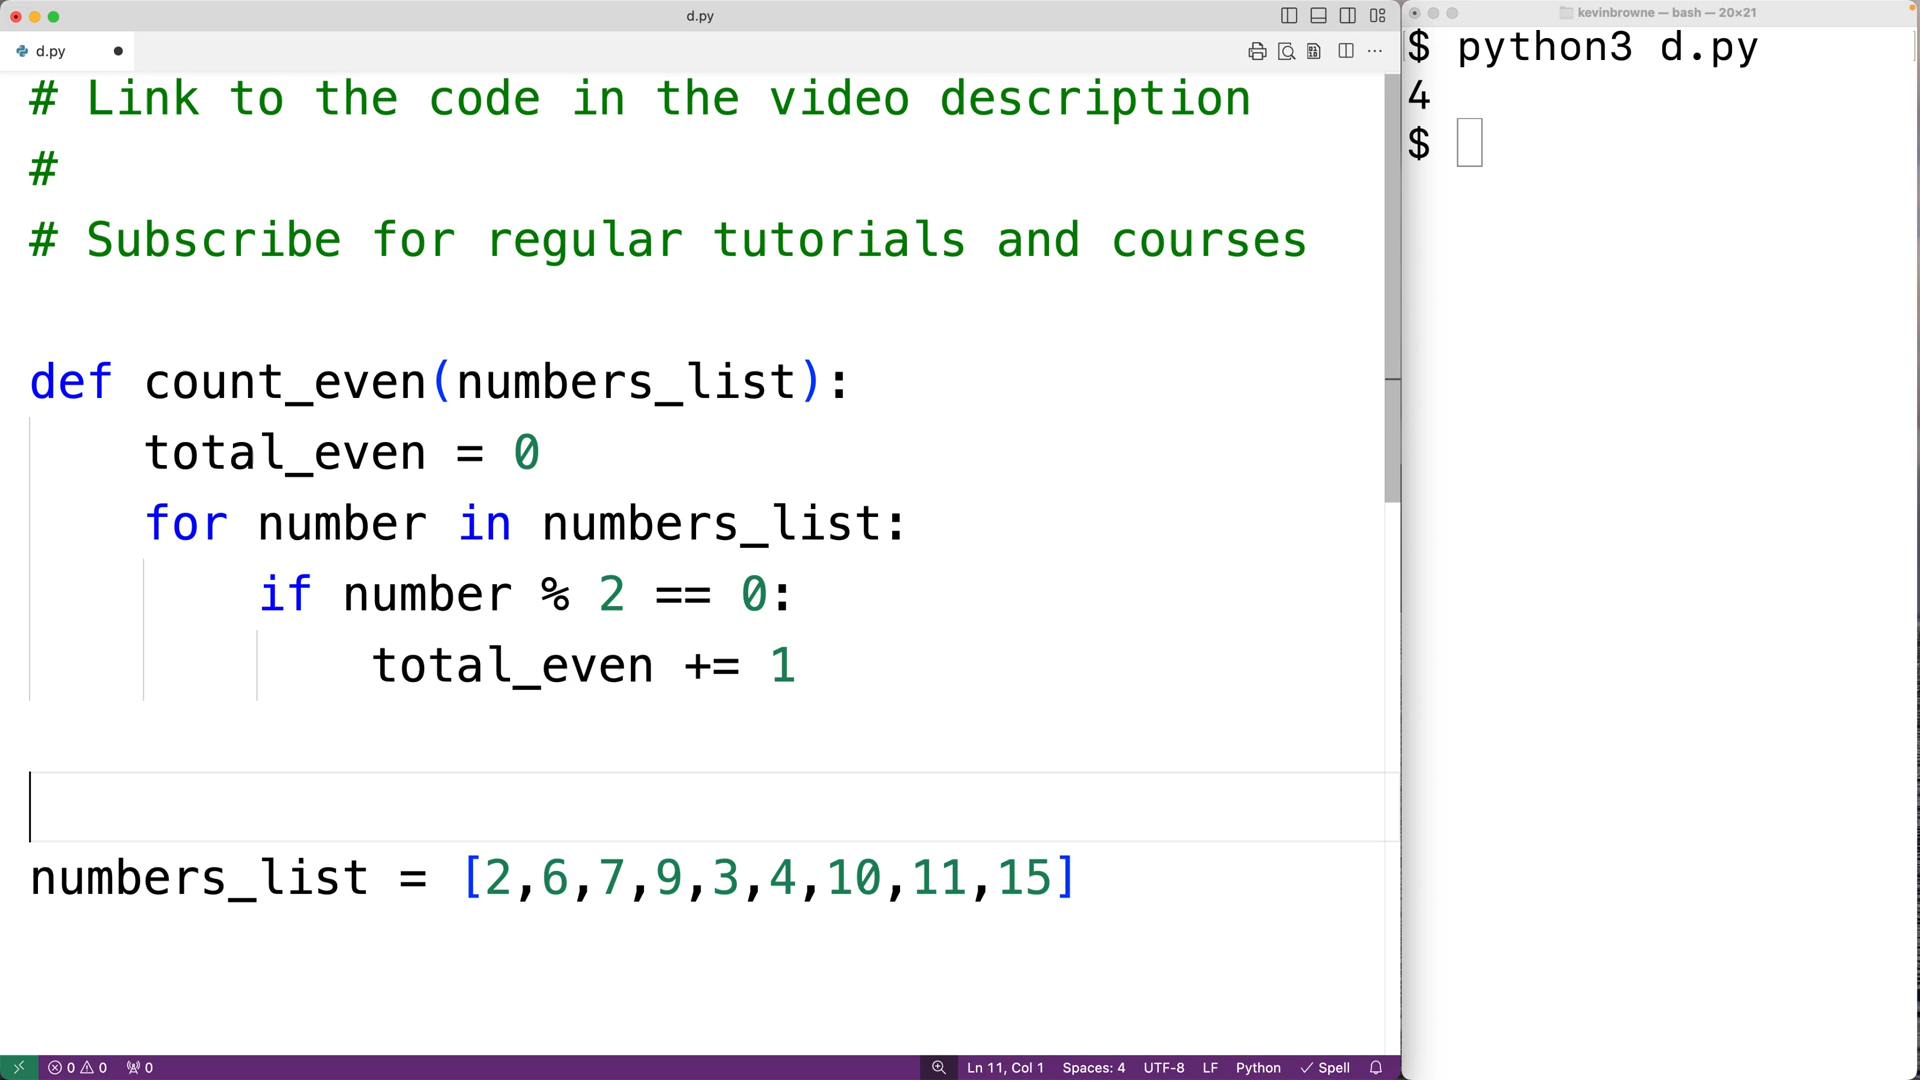 d.py
d.py
# Link to the code in the video description
#
# Subscribe for regular tutorials and courses
def count_even(numbers_list):
    total_even = 0
    for number in numbers_list:
        if number % 2 == 0:
            total_even += 1
numbers_list = [2,6,7,9,3,4,10,11,15]
0 0 0
Ln 11, Col 1 Spaces: 4 UTF-8 LF Python Spell
kevinbrowne — bash — 20×21
$ python3 d.py
4
$